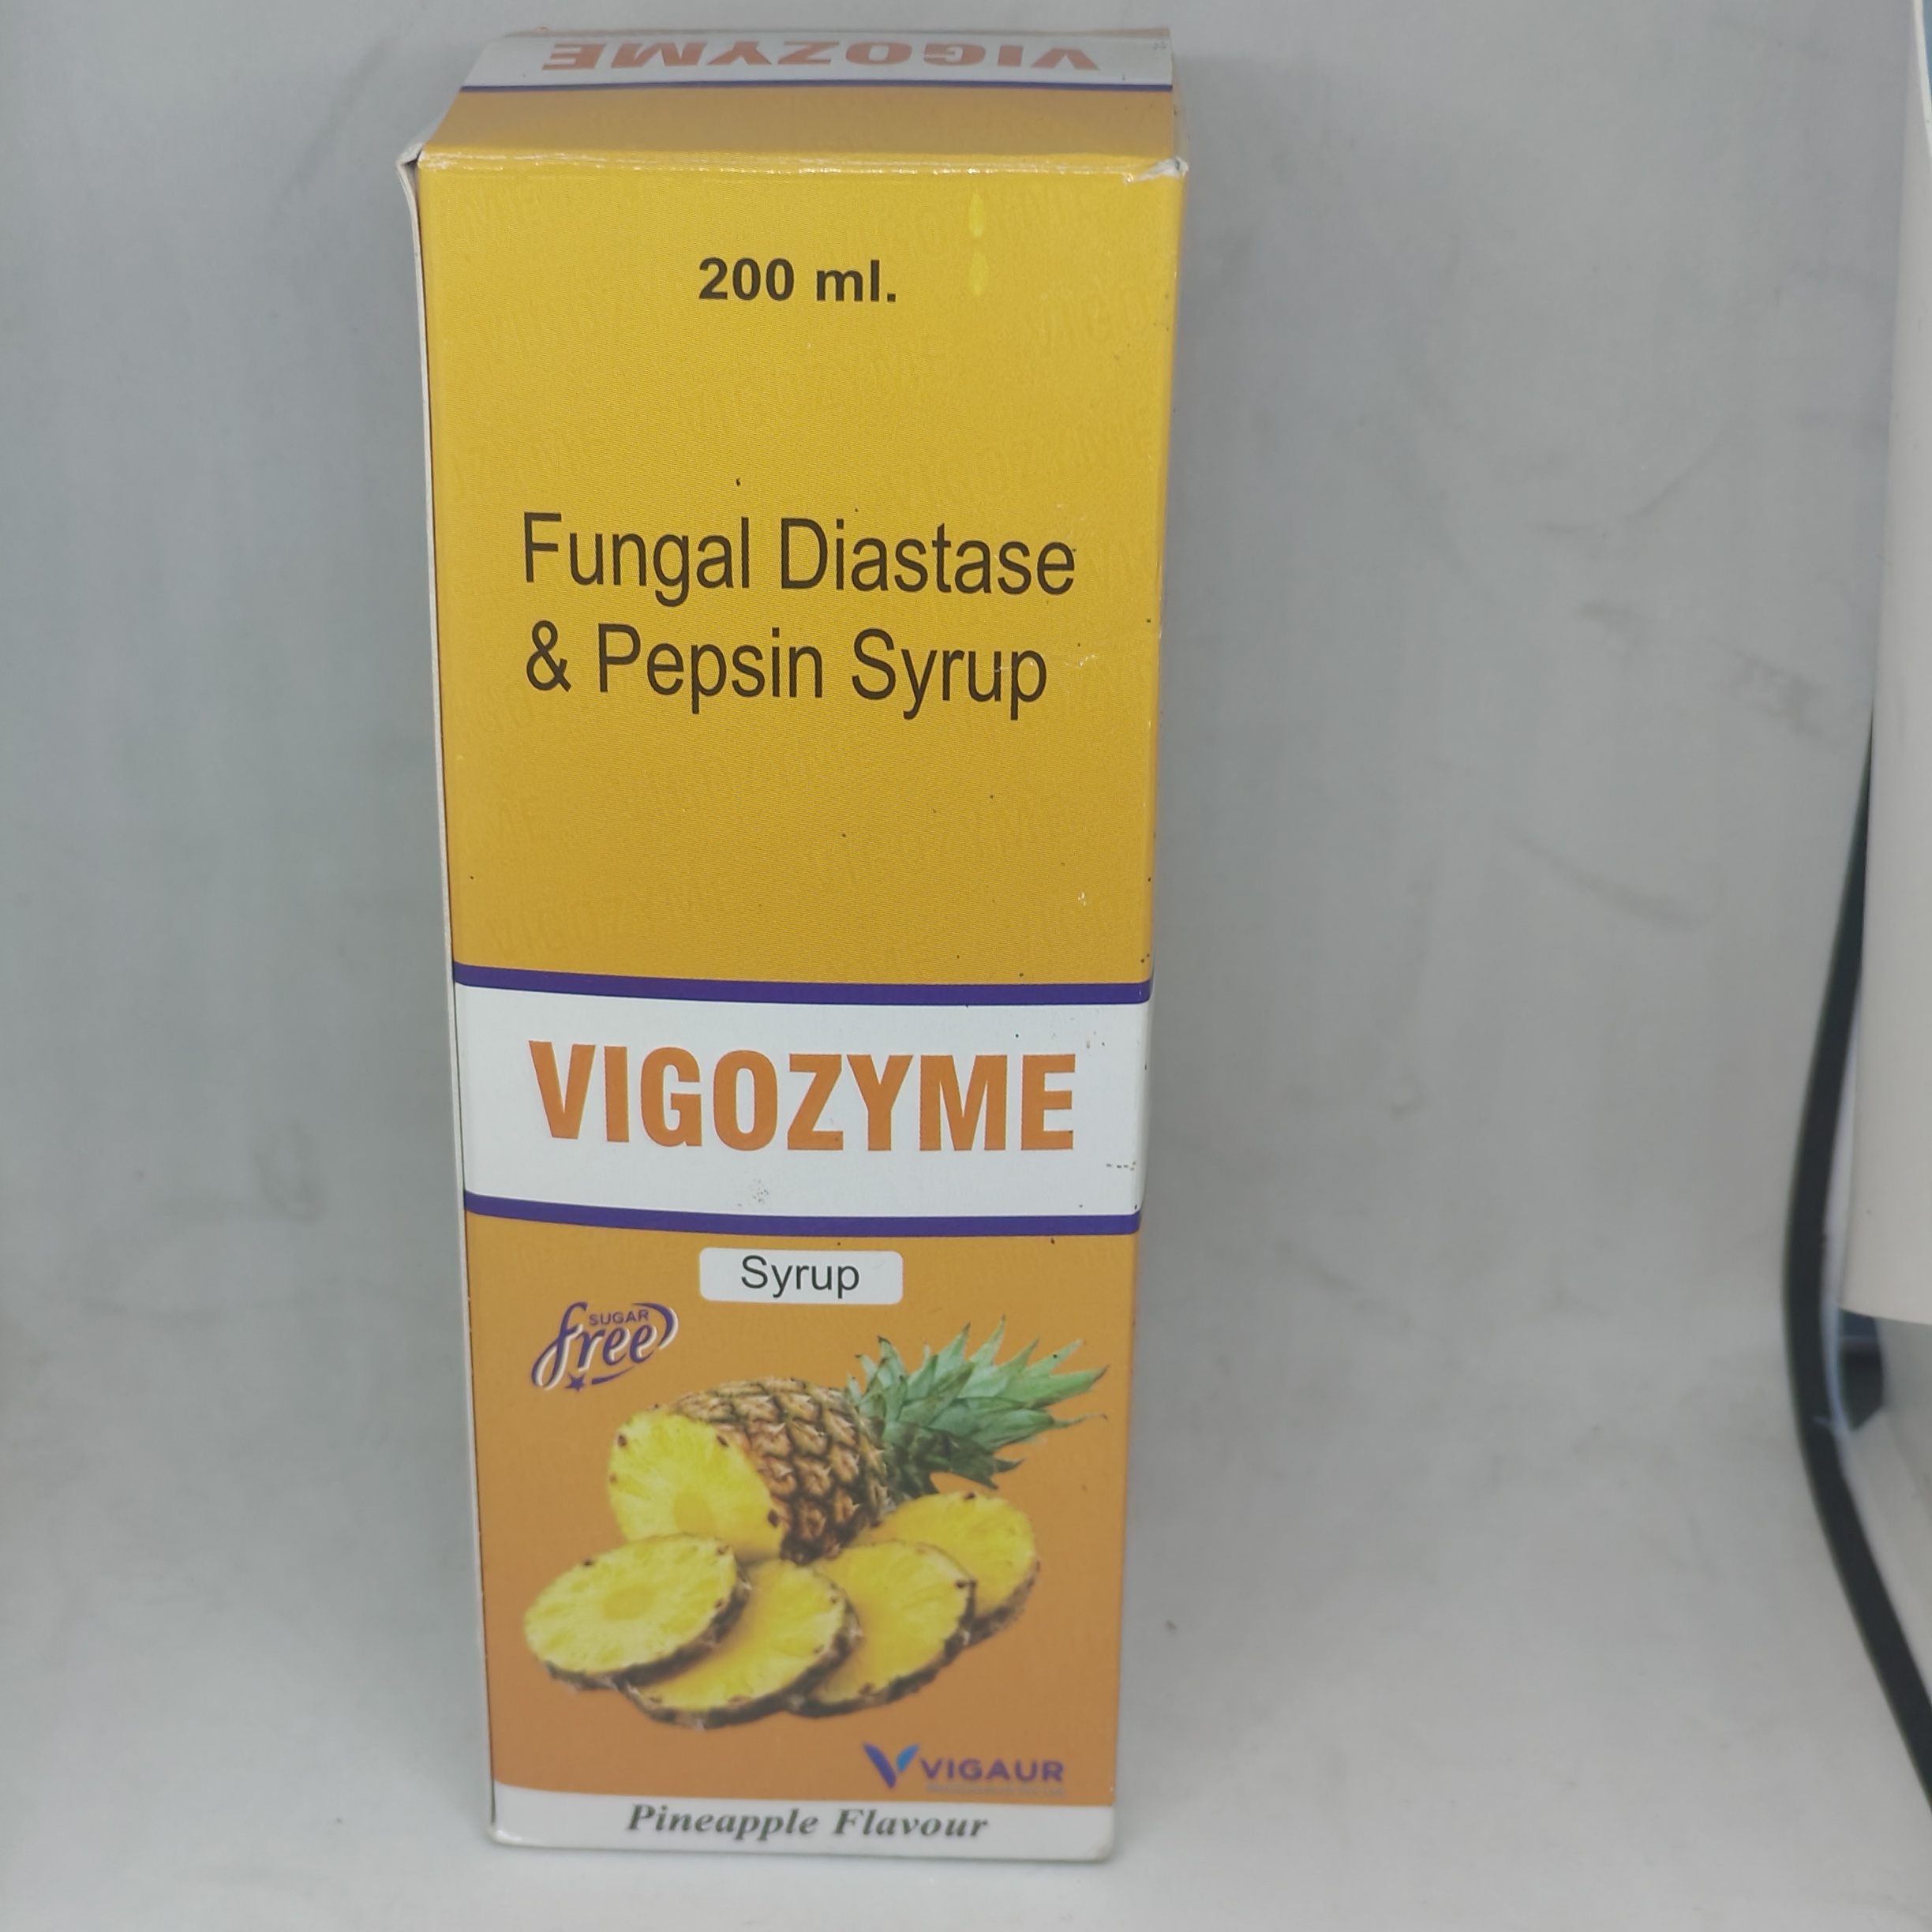 VIGOZYME
200 ml.
Fungal Diastase
& Pepsin Syrup
VIGOZYME
Syrup
SUGAR
free
VIGAUR
Pineapple Flavour